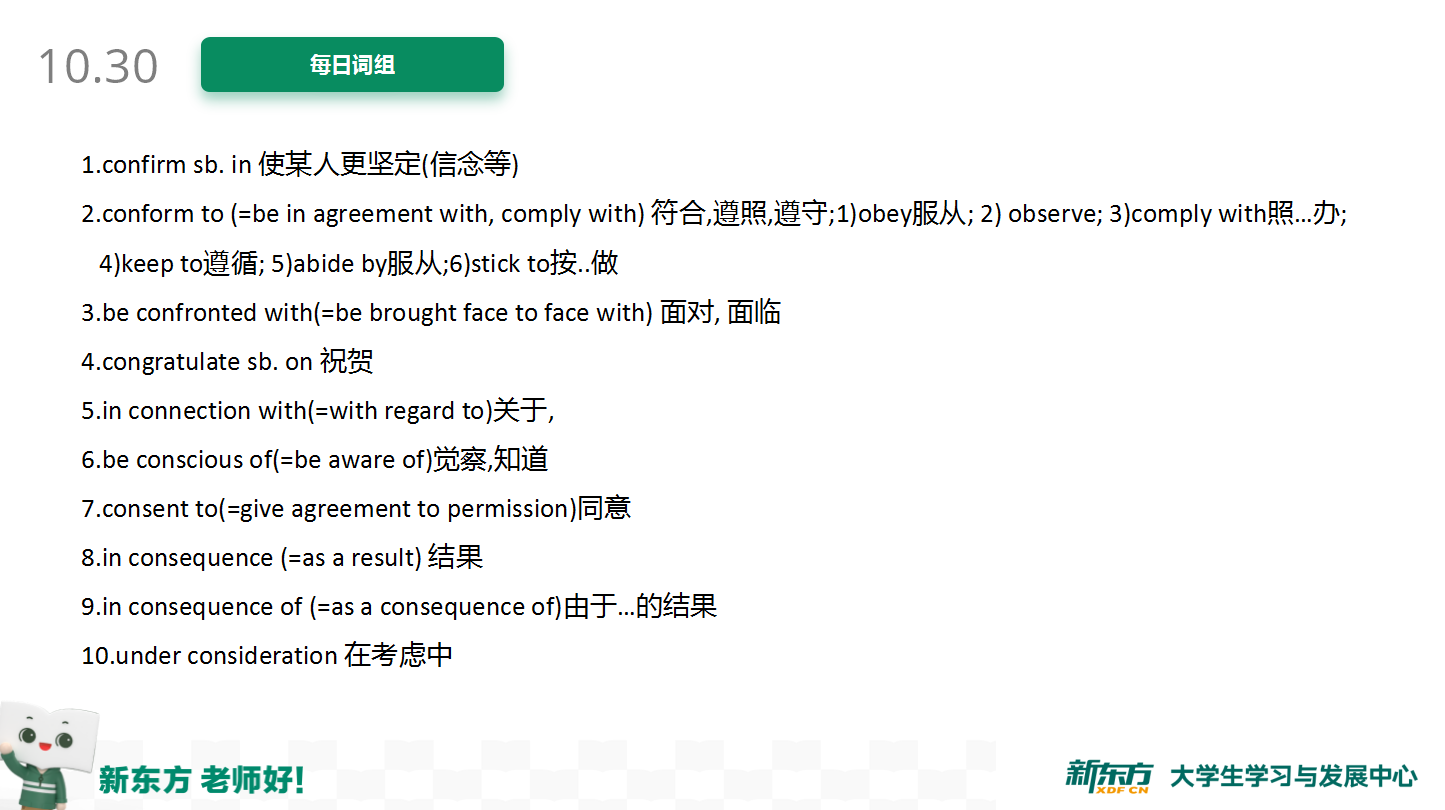 10.30
每日词组
1.confirm sb. in 使某人更坚定(信念等)
2.conform to (=be in agreement with, comply with) 符合,遵照,遵守;1)obey服从; 2) observe; 3)comply with照…办;
4)keep to遵循; 5)abide by服从;6)stick to按..做
3.be confronted with(=be brought face to face with) 面对, 面临
4.congratulate sb. on 祝贺
5.in connection with(=with regard to)关于,
6.be conscious of(=be aware of)觉察,知道
7.consent to(=give agreement to permission)同意
8.in consequence (=as a result) 结果
9.in consequence of (=as a consequence of)由于…的结果
10.under consideration 在考虑中
新东方 老师好!
新东方 XDF.CN 大学生学习与发展中心